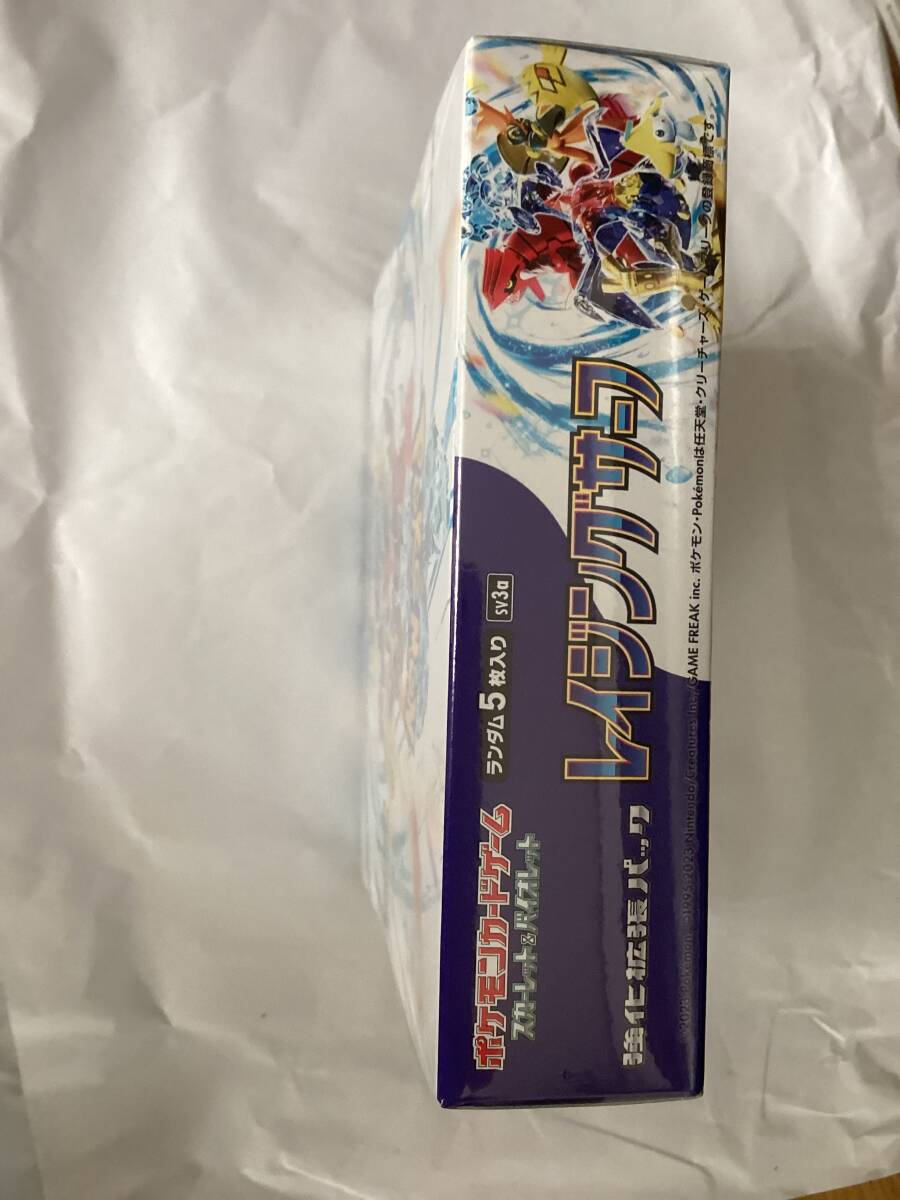 ポケモンカードゲーム
スカーレット&バイオレット
ランダム5枚入り SV3a
強化拡張パック
レイジングサーフ
©2023 Pokémon. ©1995-2023 Nintendo/Creatures Inc./GAME FREAK inc. ポケモン・Pokémonは任天堂・クリーチャーズ・ゲームフリークの登録商標です。